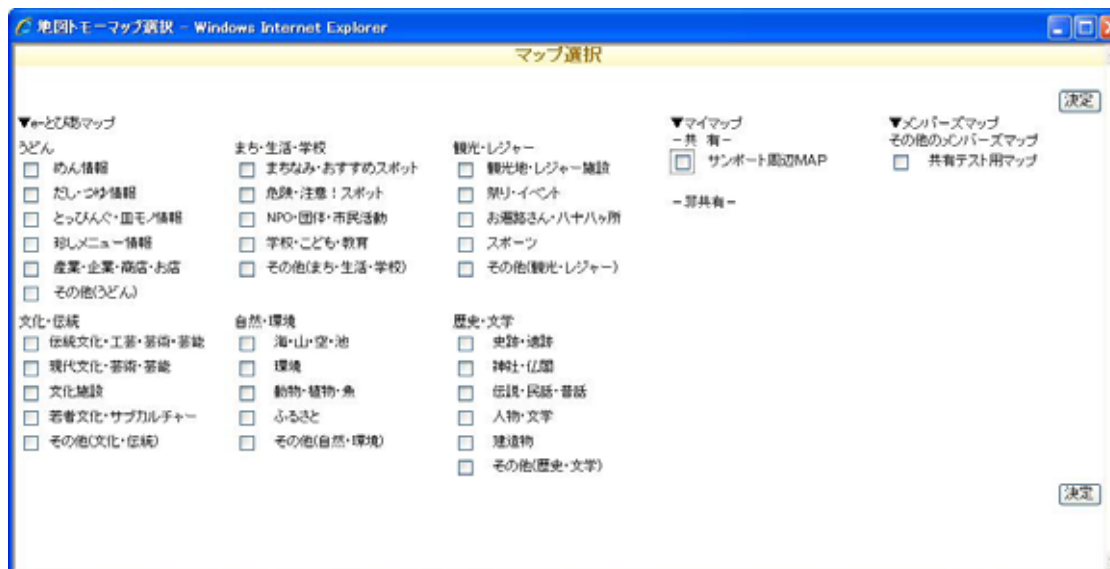 地図トモーマップ選択 - Windows Internet Explorer
マップ選択
決定
▼e-とぴあマップ
うどん
めん情報
だし・つゆ情報
とっぴんぐ・皿モノ情報
珍しメニュー情報
産業・企業・商店・お店
その他(うどん)
まち・生活・学校
まちなみ・おすすめスポット
危険・注意!スポット
NPO・団体・市民活動
学校・こども・教育
その他(まち・生活・学校)
観光・レジャー
観光地・レジャー施設
祭り・イベント
お遍路さん・八十八ヶ所
スポーツ
その他(観光・レジャー)
文化・伝統
伝統文化・工芸・芸術・芸能
現代文化・芸術・芸能
文化施設
若者文化・サブカルチャー
その他(文化・伝統)
自然・環境
海・山・空・池
環境
動物・植物・魚
ふるさと
その他(自然・環境)
歴史・文学
史跡・遺跡
神社・仏閣
伝説・民話・昔話
人物・文学
建造物
その他(歴史・文学)
▼マイマップ
-共 有-
サンポート周辺MAP
-非共有-
▼メンバーズマップ
その他のメンバーズマップ
共有テスト用マップ
決定